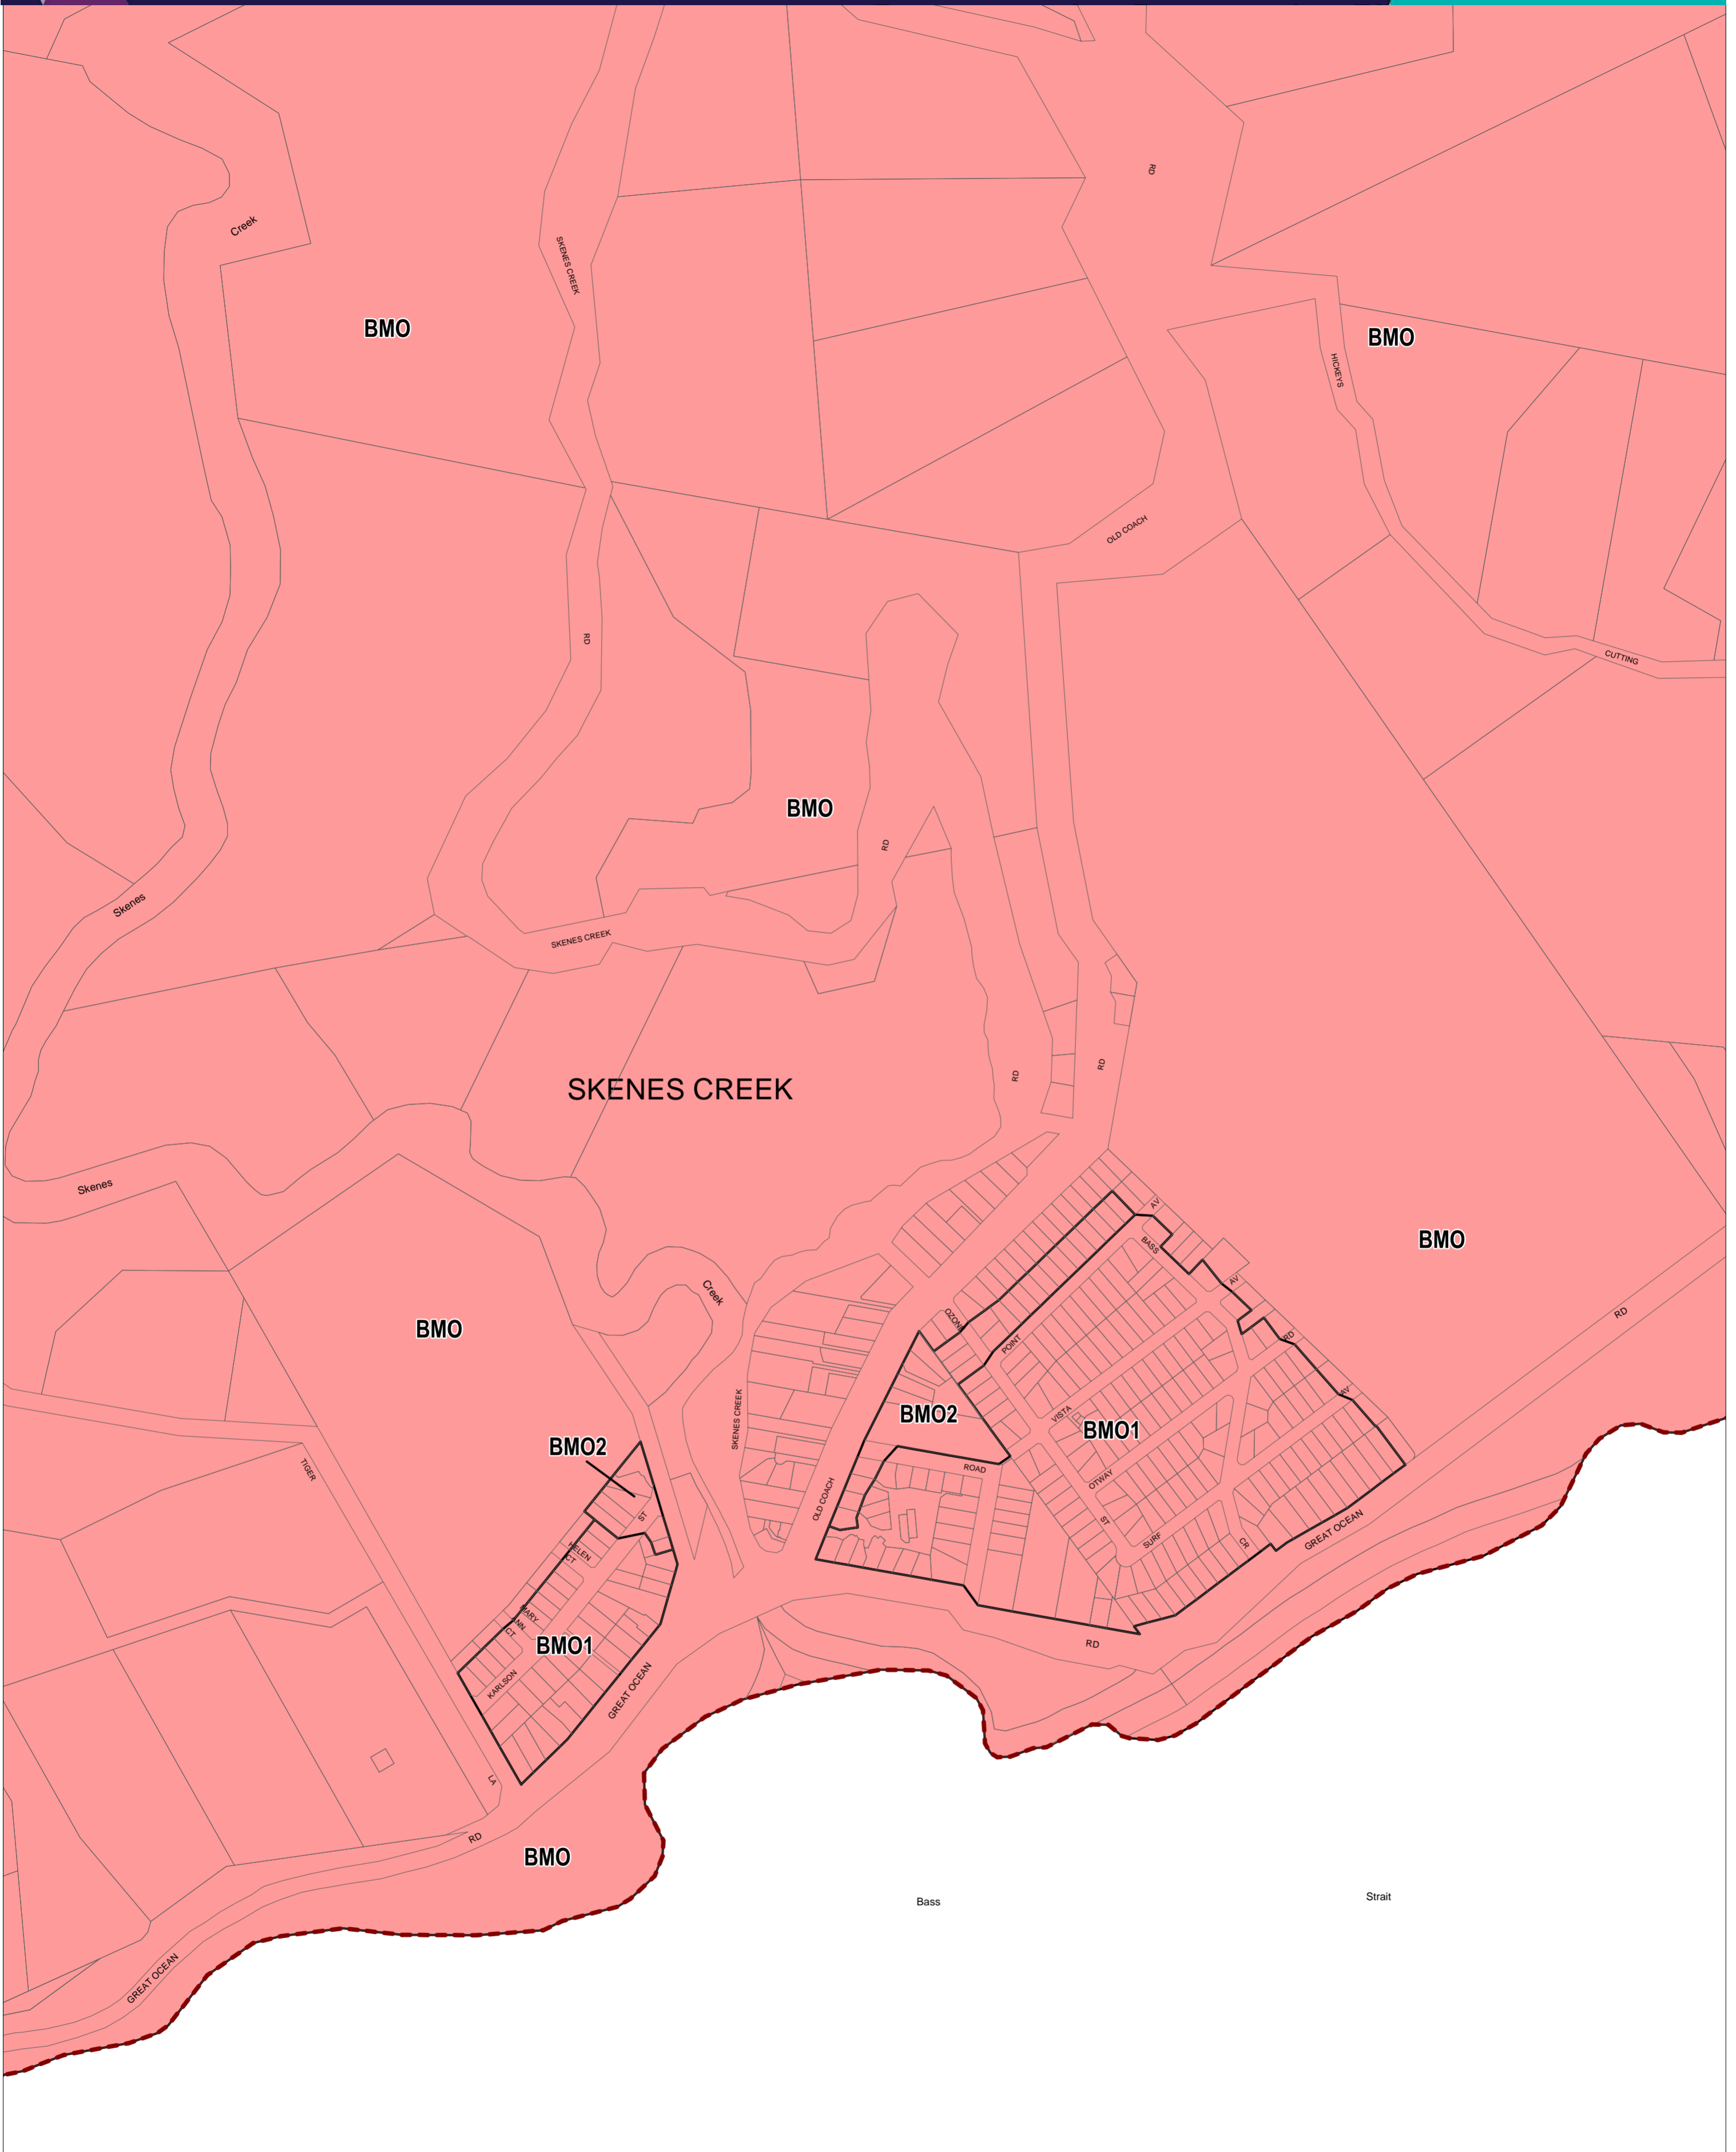 RD
Creek
SKENES CREEK
BMO
BMO
HICKEYS
OLD COACH
RD
CUTTING
BMO
RD
Skenes
SKENES CREEK
RD
RD
SKENES CREEK
Skenes
AV
BMO
BASS
AV
Creek
OZONE
RD
BMO
POINT
RD
AV
SKENES CREEK
BMO2
VISTA
BMO1
BMO2
TIGER
ROAD
OTWAY
OLD COACH
ST
ST
GREAT OCEAN
SURF
CR
HELEN
CT
MARY
ANN
CT
BMO1
RD
KARLSON
GREAT OCEAN
LA
RD
BMO
Bass
Strait
GREAT OCEAN